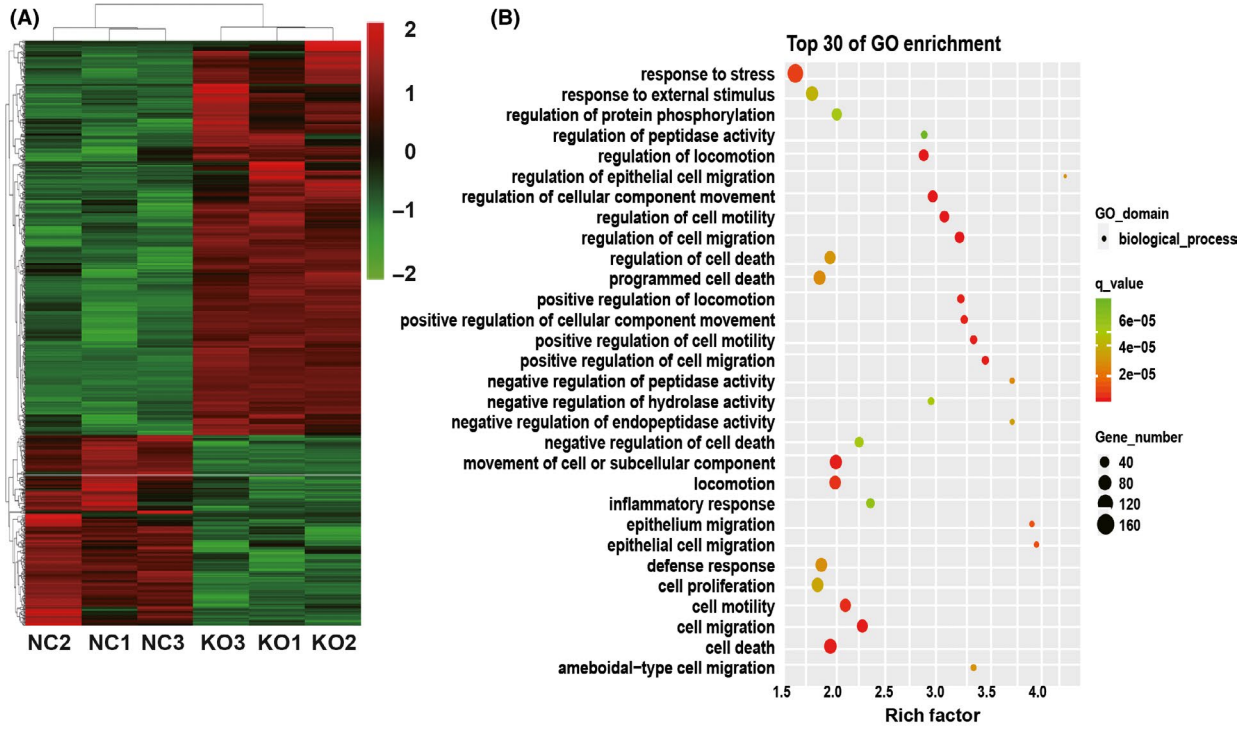 (A)
2
1
0
−1
−2
NC2 NC1 NC3 KO3 KO1 KO2
(B)
Top 30 of GO enrichment
response to stress
response to external stimulus
regulation of protein phosphorylation
regulation of peptidase activity
regulation of locomotion
regulation of epithelial cell migration
regulation of cellular component movement
regulation of cell motility
regulation of cell migration
regulation of cell death
programmed cell death
positive regulation of locomotion
positive regulation of cellular component movement
positive regulation of cell motility
positive regulation of cell migration
negative regulation of peptidase activity
negative regulation of hydrolase activity
negative regulation of endopeptidase activity
negative regulation of cell death
movement of cell or subcellular component
locomotion
inflammatory response
epithelium migration
epithelial cell migration
defense response
cell proliferation
cell motility
cell migration
cell death
ameboidal−type cell migration
1.5 2.0 2.5 3.0 3.5 4.0
Rich factor
GO_domain
biological_process
q_value
6e−05
4e−05
2e−05
Gene_number
40
80
120
160